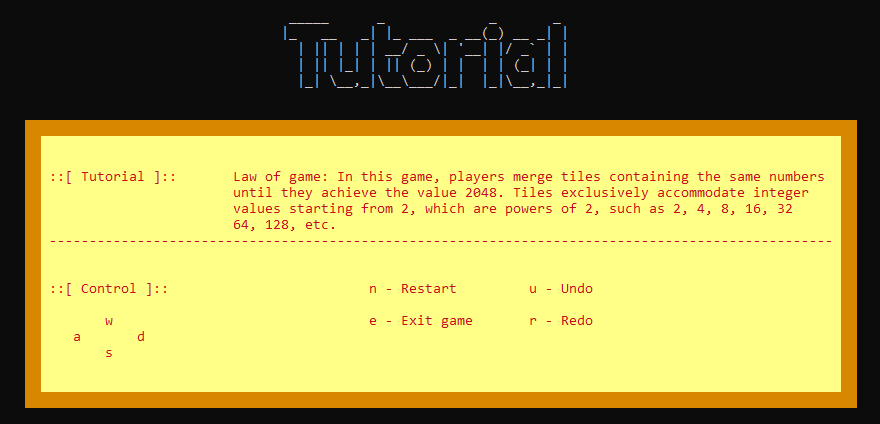 Tutorial
::[ Tutorial ]:: Law of game: In this game, players merge tiles containing the same numbers
until they achieve the value 2048. Tiles exclusively accommodate integer
values starting from 2, which are powers of 2, such as 2, 4, 8, 16, 32
64, 128, etc.
::[ Control ]:: n - Restart u - Undo
w e - Exit game r - Redo
a d
s